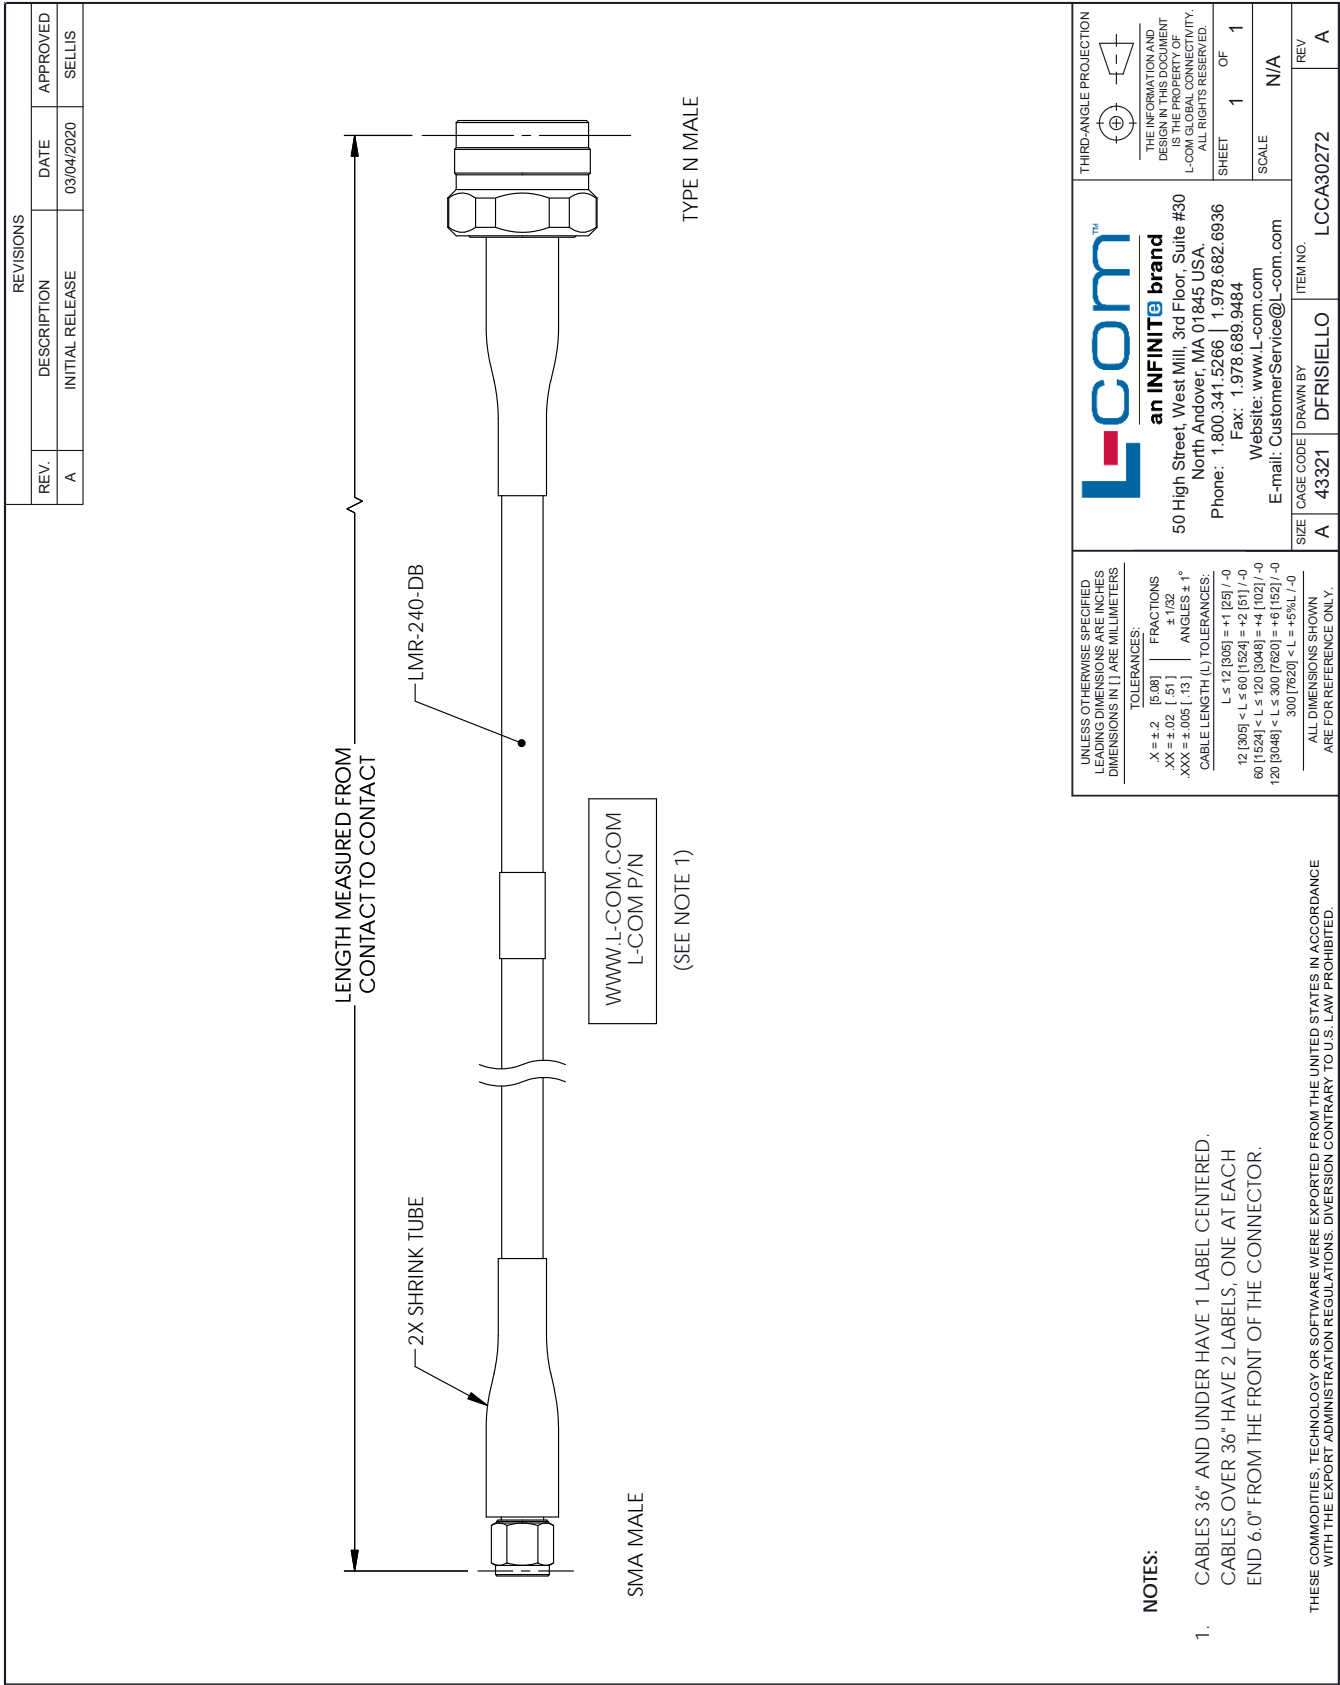 REVISIONS
REV. DESCRIPTION DATE APPROVED
A INITIAL RELEASE 03/04/2020 SELLIS
LENGTH MEASURED FROM
CONTACT TO CONTACT
2X SHRINK TUBE
LMR-240-DB
WWW.L-COM.COM
L-COM P/N
(SEE NOTE 1)
SMA MALE
TYPE N MALE
NOTES:
1. CABLES 36" AND UNDER HAVE 1 LABEL CENTERED.
CABLES OVER 36" HAVE 2 LABELS, ONE AT EACH
END 6.0" FROM THE FRONT OF THE CONNECTOR.
THESE COMMODITIES, TECHNOLOGY OR SOFTWARE WERE EXPORTED FROM THE UNITED STATES IN ACCORDANCE
WITH THE EXPORT ADMINISTRATION REGULATIONS. DIVERSION CONTRARY TO U.S. LAW PROHIBITED.
UNLESS OTHERWISE SPECIFIED
LEADING DIMENSIONS ARE INCHES
DIMENSIONS IN [ ] ARE MILLIMETERS
TOLERANCES:
.X = ± .2 [5.08] FRACTIONS
.XX = ± .02 [ .51 ] ± 1/32
.XXX = ± .005 [ .13 ] ANGLES ± 1°
CABLE LENGTH (L) TOLERANCES:
L ≤ 12 [305] = +1 [25] / -0
12 [305] < L ≤ 60 [1524] = +2 [51] / -0
60 [1524] < L ≤ 120 [3048] = +4 [102] / -0
120 [3048] < L ≤ 300 [7620] = +6 [152] / -0
300 [7620] < L = +5%L / -0
ALL DIMENSIONS SHOWN
ARE FOR REFERENCE ONLY.
L-com™
an INFINITe brand
50 High Street, West Mill, 3rd Floor, Suite #30
North Andover, MA 01845 USA.
Phone: 1.800.341.5266 | 1.978.682.6936
Fax: 1.978.689.9484
Website: www.L-com.com
E-mail: CustomerService@L-com.com
THIRD-ANGLE PROJECTION
THE INFORMATION AND
DESIGN IN THIS DOCUMENT
IS THE PROPERTY OF
L-COM GLOBAL CONNECTIVITY.
ALL RIGHTS RESERVED.
SHEET 1 OF 1
SCALE N/A
SIZE CAGE CODE DRAWN BY ITEM NO. REV
A 43321 DFRISIELLO LCCA30272 A